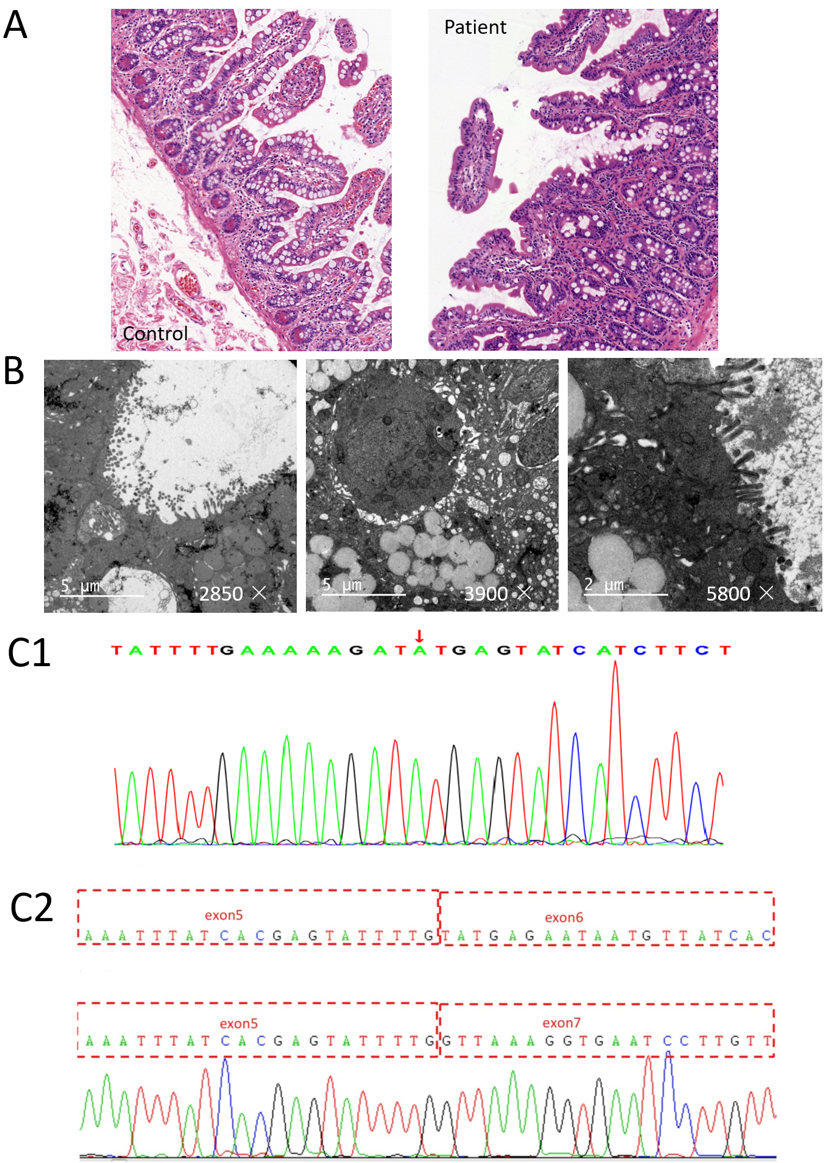 A
Patient
Control
B
5 μm 2850 ×
5 μm 3900 ×
2 μm 5800 ×
C1
TATTTTGAAAAAGATATGAGTATCATCTTCT
C2
exon5 exon6
AAATTTATCACGAGTATTTTGTATGAGAATAATGTTATCAC
exon5 exon7
AAATTTATCACGAGTATTTTGGTTAAAGGTGAATCCTTGTT